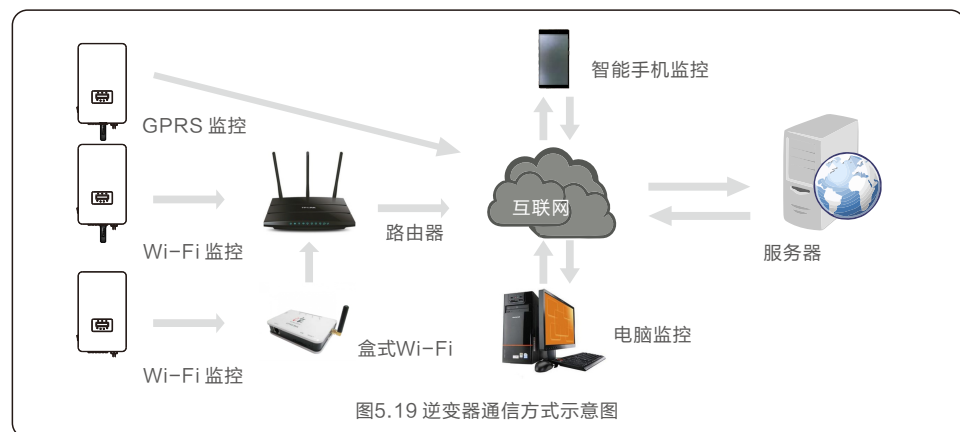 智能手机监控
GPRS 监控
互联网
路由器
Wi-Fi 监控
服务器
电脑监控
盒式Wi-Fi
Wi-Fi 监控
图5.19 逆变器通信方式示意图